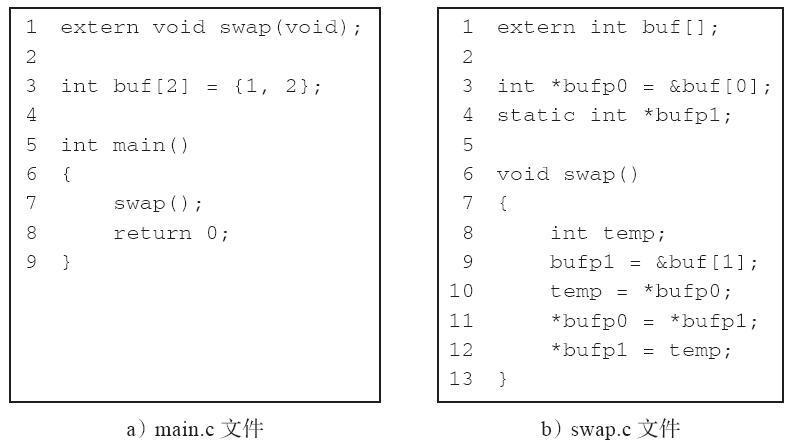 1 extern void swap(void);
2
3 int buf[2] = {1, 2};
4
5 int main()
6 {
7     swap();
8     return 0;
9 }
a）main.c 文件
1 extern int buf[];
2
3 int *bufp0 = &buf[0];
4 static int *bufp1;
5
6 void swap()
7 {
8     int temp;
9     bufp1 = &buf[1];
10     temp = *bufp0;
11     *bufp0 = *bufp1;
12     *bufp1 = temp;
13 }
b）swap.c 文件